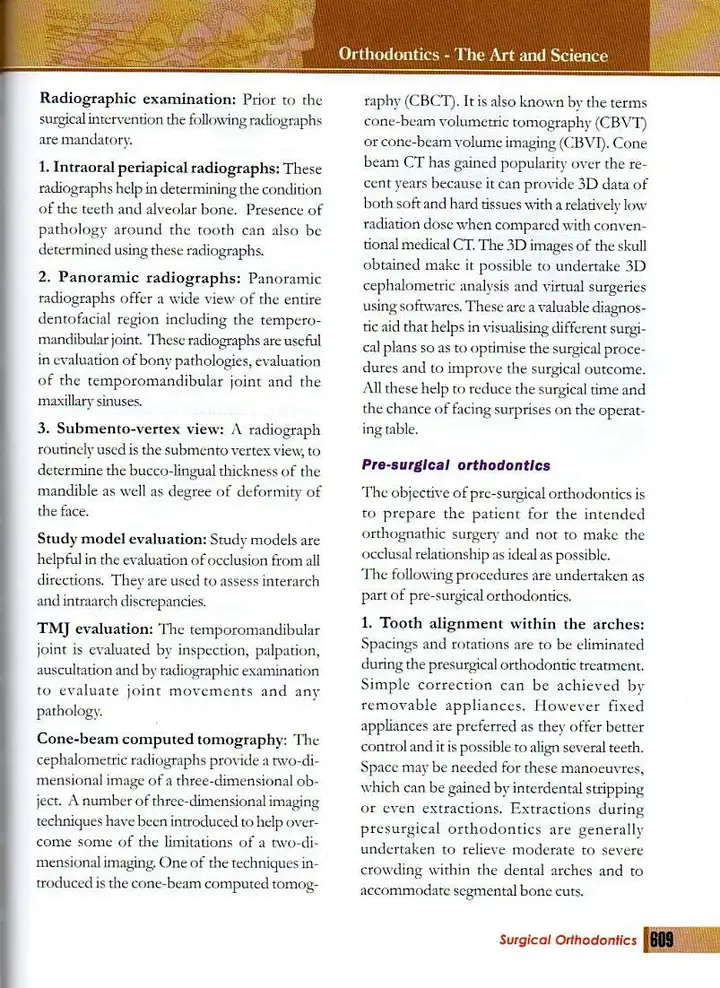 Orthodontics - The Art and Science
Radiographic examination: Prior to the
surgical intervention the following radiographs
are mandatory.
1. Intraoral periapical radiographs: These
radiographs help in determining the condition
of the teeth and alveolar bone. Presence of
pathology around the tooth can also be
determined using these radiographs.
2. Panoramic radiographs: Panoramic
radiographs offer a wide view of the entire
dentofacial region including the tempero-
mandibular joint. These radiographs are useful
in evaluation of bony pathologies, evaluation
of the temporomandibular joint and the
maxillary sinuses.
3. Submento-vertex view: A radiograph
routinely used is the submento vertex view, to
determine the bucco-lingual thickness of the
mandible as well as degree of deformity of
the face.
Study model evaluation: Study models are
helpful in the evaluation of occlusion from all
directions. They are used to assess interarch
and intraarch discrepancies.
TMJ evaluation: The temporomandibular
joint is evaluated by inspection, palpation,
auscultation and by radiographic examination
to evaluate joint movements and any
pathology.
Cone-beam computed tomography: The
cephalometric radiographs provide a two-di-
mensional image of a three-dimensional ob-
ject. A number of three-dimensional imaging
techniques have been introduced to help over-
come some of the limitations of a two-di-
mensional imaging. One of the techniques in-
troduced is the cone-beam computed tomog-
raphy (CBCT). It is also known by the terms
cone-beam volumetric tomography (CBVT)
or cone-beam volume imaging (CBVI). Cone
beam CT has gained popularity over the re-
cent years because it can provide 3D data of
both soft and hard tissues with a relatively low
radiation dose when compared with conven-
tional medical CT. The 3D images of the skull
obtained make it possible to undertake 3D
cephalometric analysis and virtual surgeries
using softwares. These are a valuable diagnos-
tic aid that helps in visualising different surgi-
cal plans so as to optimise the surgical proce-
dures and to improve the surgical outcome.
All these help to reduce the surgical time and
the chance of facing surprises on the operat-
ing table.
Pre-surgical orthodontics
The objective of pre-surgical orthodontics is
to prepare the patient for the intended
orthognathic surgery and not to make the
occlusal relationship as ideal as possible.
The following procedures are undertaken as
part of pre-surgical orthodontics.
1. Tooth alignment within the arches:
Spacings and rotations are to be eliminated
during the presurgical orthodontic treatment.
Simple correction can be achieved by
removable appliances. However fixed
appliances are preferred as they offer better
control and it is possible to align several teeth.
Space may be needed for these manoeuvres,
which can be gained by interdental stripping
or even extractions. Extractions during
presurgical orthodontics are generally
undertaken to relieve moderate to severe
crowding within the dental arches and to
accommodate segmental bone cuts.
Surgical Orthodontics 609